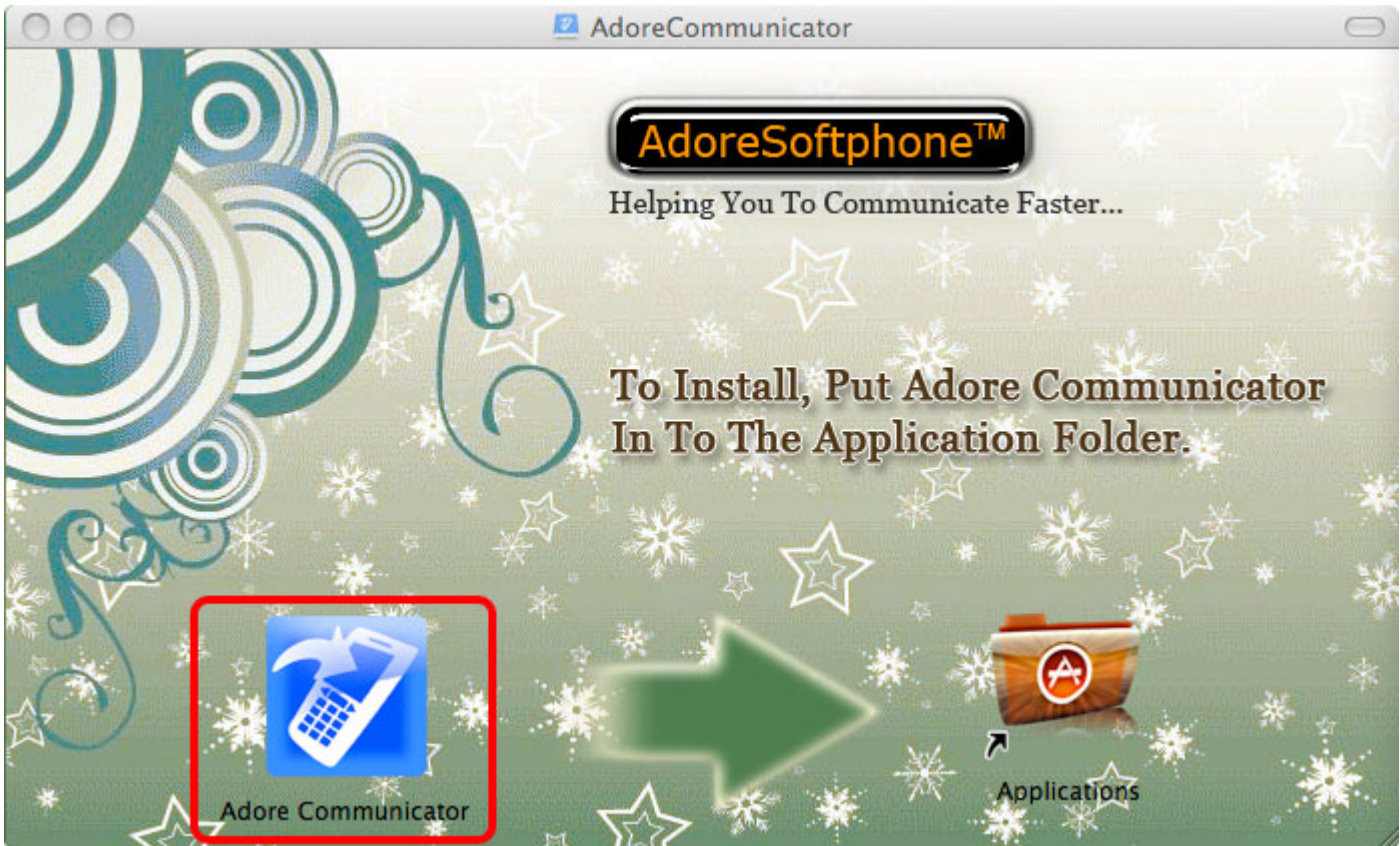 AdoreCommunicator
AdoreSoftphone™
Helping You To Communicate Faster...
To Install, Put Adore Communicator
In To The Application Folder.
Adore Communicator
Applications